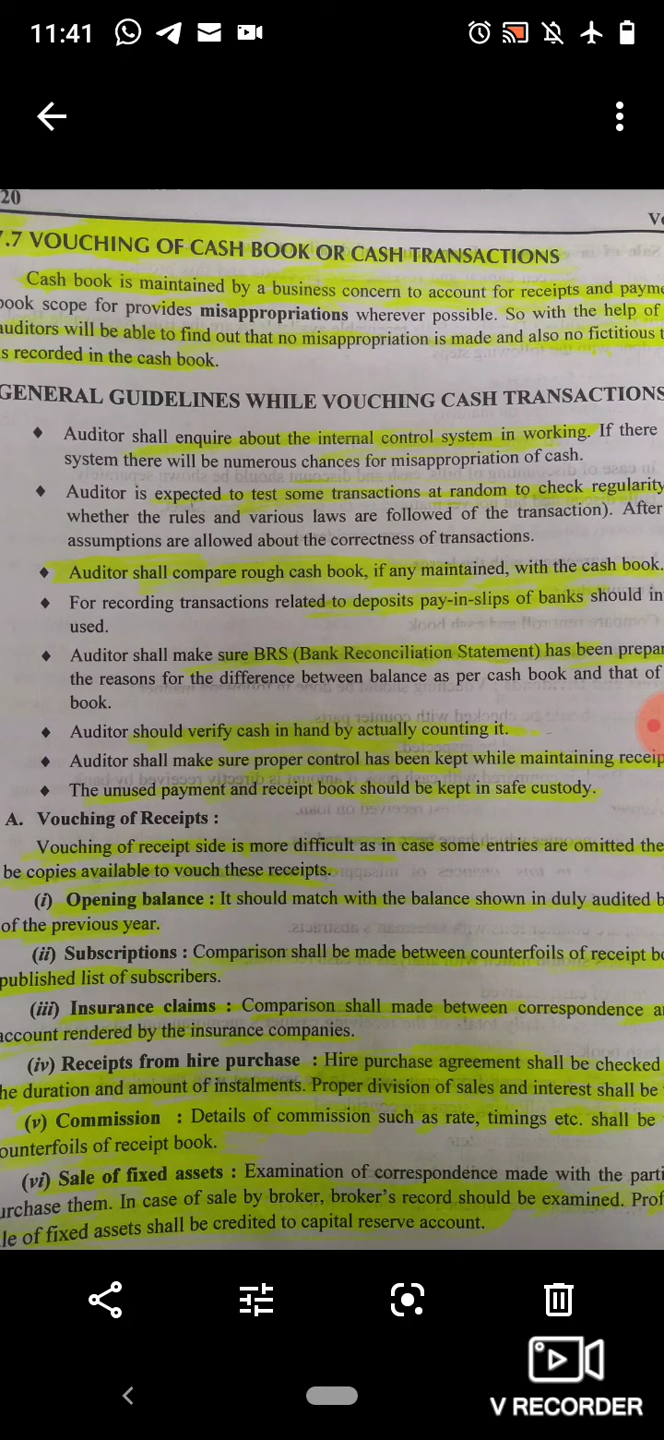 11:41
20
Vo
7.7 VOUCHING OF CASH BOOK OR CASH TRANSACTIONS
Cash book is maintained by a business concern to account for receipts and payme
book scope for provides misappropriations wherever possible. So with the help of
auditors will be able to find out that no misappropriation is made and also no fictitious t
s recorded in the cash book.
GENERAL GUIDELINES WHILE VOUCHING CASH TRANSACTIONS
♦ Auditor shall enquire about the internal control system in working. If there
system there will be numerous chances for misappropriation of cash.
♦ Auditor is expected to test some transactions at random to check regularity
whether the rules and various laws are followed of the transaction). After
assumptions are allowed about the correctness of transactions.
♦ Auditor shall compare rough cash book, if any maintained, with the cash book.
♦ For recording transactions related to deposits pay-in-slips of banks should in
used.
♦ Auditor shall make sure BRS (Bank Reconciliation Statement) has been prepar
the reasons for the difference between balance as per cash book and that of
book.
♦ Auditor should verify cash in hand by actually counting it.
♦ Auditor shall make sure proper control has been kept while maintaining receip
♦ The unused payment and receipt book should be kept in safe custody.
A. Vouching of Receipts :
Vouching of receipt side is more difficult as in case some entries are omitted the
be copies available to vouch these receipts.
(i) Opening balance : It should match with the balance shown in duly audited b
of the previous year.
(ii) Subscriptions : Comparison shall be made between counterfoils of receipt bo
published list of subscribers.
(iii) Insurance claims : Comparison shall made between correspondence a
account rendered by the insurance companies.
(iv) Receipts from hire purchase : Hire purchase agreement shall be checked
he duration and amount of instalments. Proper division of sales and interest shall be
(v) Commission : Details of commission such as rate, timings etc. shall be
ounterfoils of receipt book.
(vi) Sale of fixed assets : Examination of correspondence made with the parti
urchase them. In case of sale by broker, broker's record should be examined. Prof
le of fixed assets shall be credited to capital reserve account.
V RECORDER